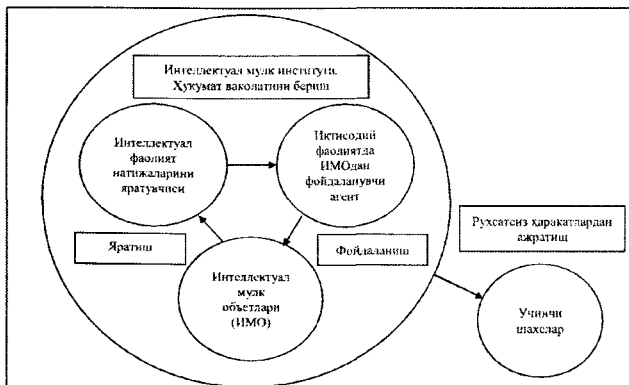 Интеллектуал мулк институти.
Ҳукумат ваколатини бериш
Интеллектуал
фаолият
натижаларини
яратувчиси
Иқтисодий
фаолиятда
ИМОдан
фойдаланувчи
агент
Рухсатсиз ҳаракатлардан
ажратиш
Яратиш
Фойдаланиш
Интеллектуал
мулк
объетлари
(ИМО)
Учинчи
шахслар